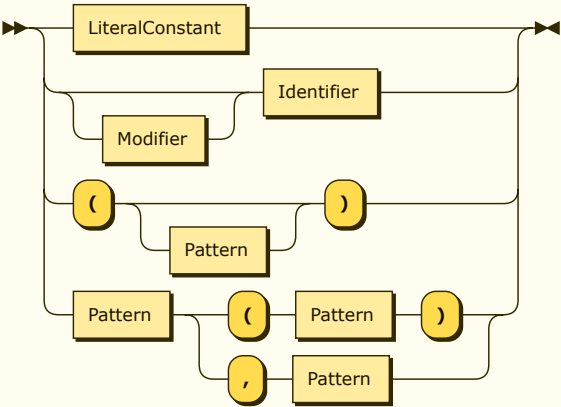 LiteralConstant
Identifier
Modifier
( )
Pattern
Pattern ( Pattern )
, Pattern